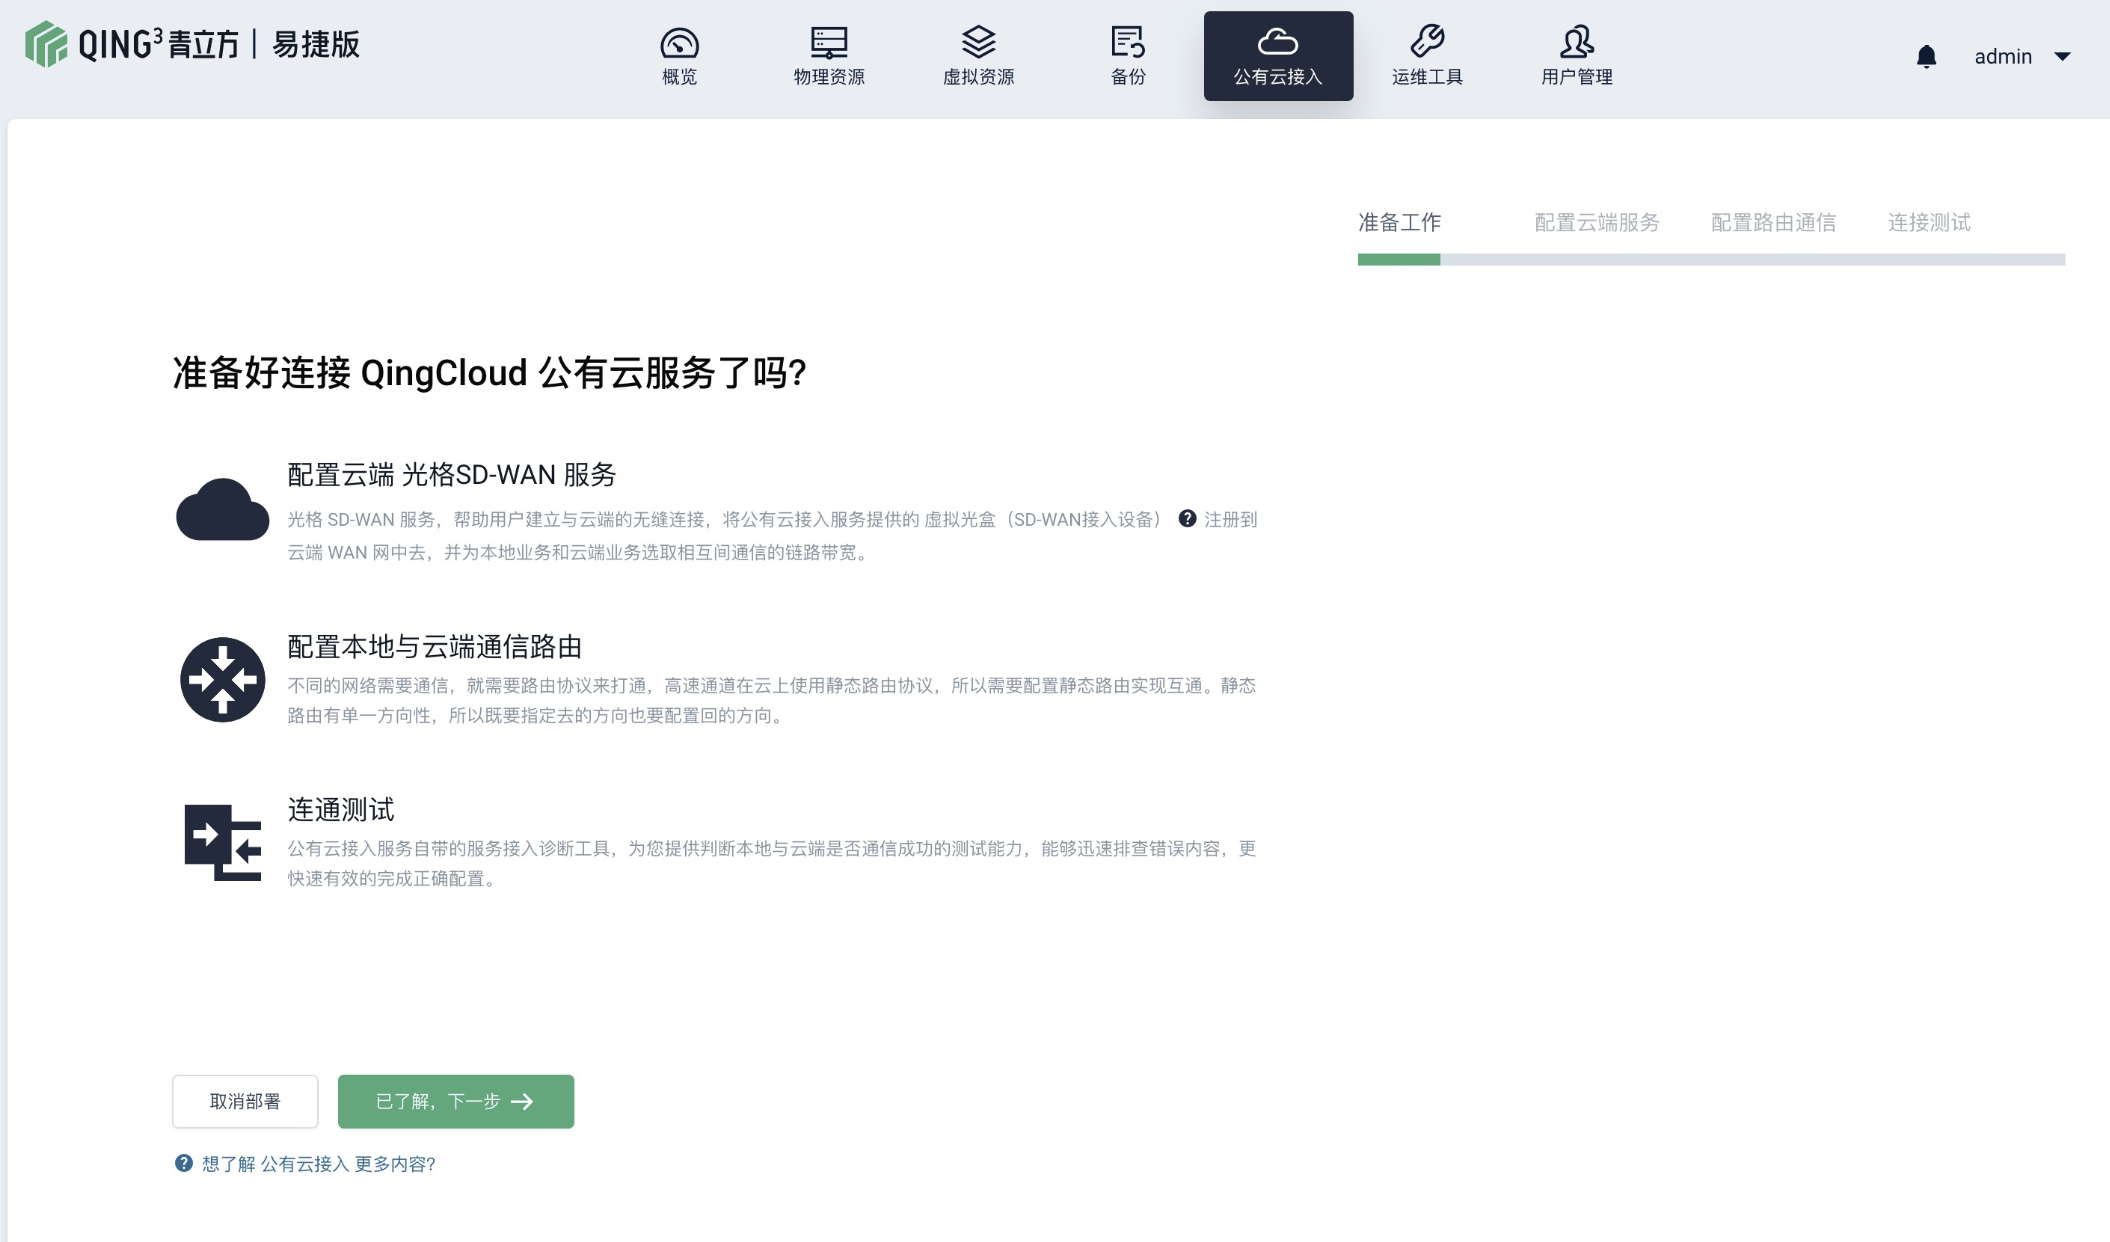 QING³青立方 | 易捷版
概览
物理资源
虚拟资源
备份
公有云接入
运维工具
用户管理
admin
准备工作
配置云端服务
配置路由通信
连接测试
准备好连接 QingCloud 公有云服务了吗?
配置云端 光格SD-WAN 服务
光格 SD-WAN 服务，帮助用户建立与云端的无缝连接，将公有云接入服务提供的 虚拟光盒（SD-WAN接入设备） ? 注册到
云端 WAN 网中去，并为本地业务和云端业务选取相互间通信的链路带宽。
配置本地与云端通信路由
不同的网络需要通信，就需要路由协议来打通，高速通道在云上使用静态路由协议，所以需要配置静态路由实现互通。静态
路由有单一方向性，所以既要指定去的方向也要配置回的方向。
连通测试
公有云接入服务自带的服务接入诊断工具，为您提供判断本地与云端是否通信成功的测试能力，能够迅速排查错误内容，更
快速有效的完成正确配置。
取消部署
已了解，下一步 →
? 想了解 公有云接入 更多内容?